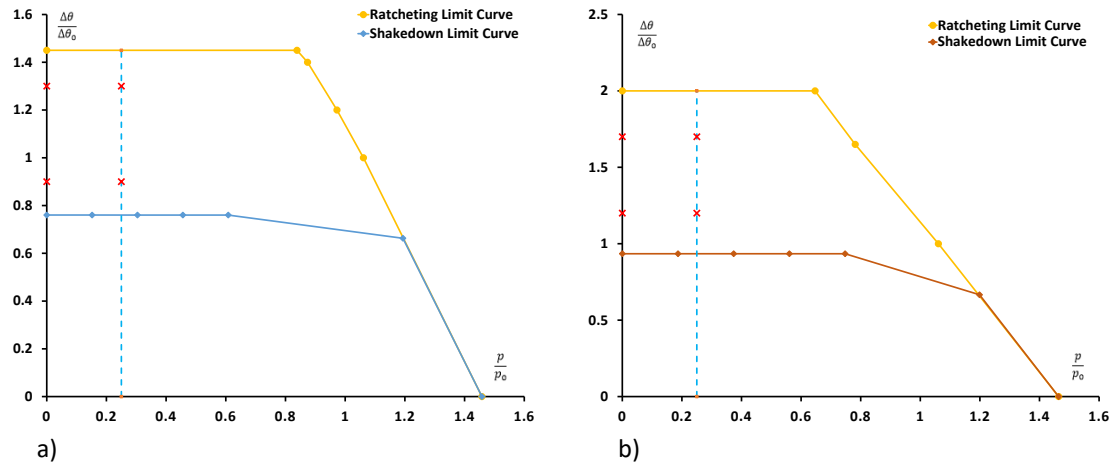 1.6
1.4
1.2
1
0.8
0.6
0.4
0.2
0
Δθ
Δθ₀
Ratcheting Limit Curve
Shakedown Limit Curve
p
p₀
0 0.2 0.4 0.6 0.8 1 1.2 1.4 1.6
a)
2.5
2
1.5
1
0.5
0
Δθ
Δθ₀
Ratcheting Limit Curve
Shakedown Limit Curve
p
p₀
0 0.2 0.4 0.6 0.8 1 1.2 1.4 1.6
b)